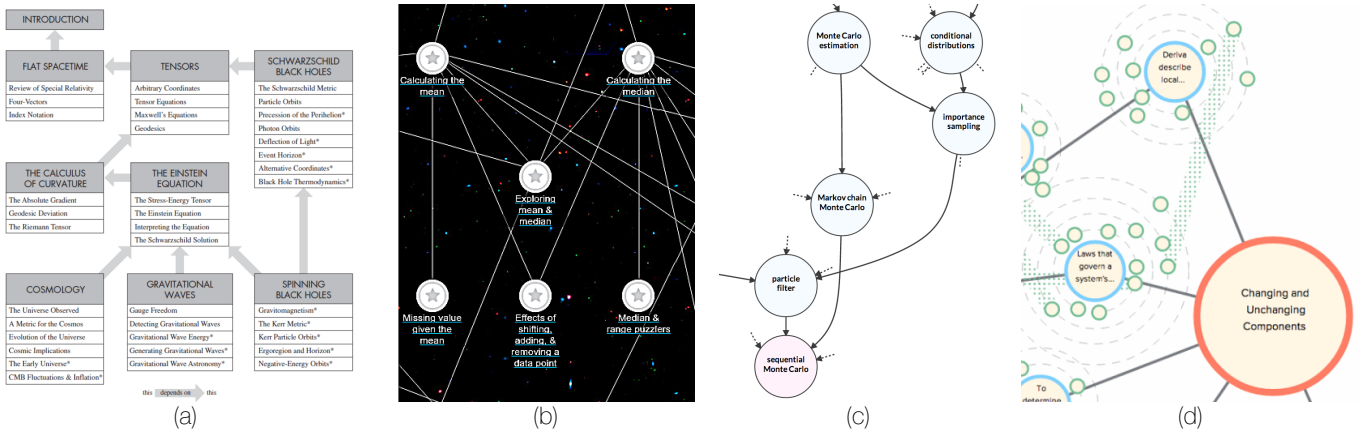 INTRODUCTION
FLAT SPACETIME
Review of Special Relativity
Four-Vectors
Index Notation
TENSORS
Arbitrary Coordinates
Tensor Equations
Maxwell's Equations
Geodesics
SCHWARZSCHILD
BLACK HOLES
The Schwarzschild Metric
Particle Orbits
Precession of the Perihelion*
Photon Orbits
Deflection of Light*
Event Horizon*
Alternative Coordinates*
Black Hole Thermodynamics*
THE CALCULUS
OF CURVATURE
The Absolute Gradient
Geodesic Deviation
The Riemann Tensor
THE EINSTEIN
EQUATION
The Stress-Energy Tensor
The Einstein Equation
Interpreting the Equation
The Schwarzschild Solution
COSMOLOGY
The Universe Observed
A Metric for the Cosmos
Evolution of the Universe
Cosmic Implications
The Early Universe*
CMB Fluctuations & Inflation*
GRAVITATIONAL
WAVES
Gauge Freedom
Detecting Gravitational Waves
Gravitational Wave Energy*
Generating Gravitational Waves*
Gravitational Wave Astronomy*
SPINNING
BLACK HOLES
Gravitomagnetism*
The Kerr Metric*
Kerr Particle Orbits*
Ergoregion and Horizon*
Negative-Energy Orbits*
this depends on this
(a)
Calculating the
mean
Calculating the
median
Exploring
mean &
median
Missing value
given the
mean
Effects of
shifting,
adding, &
removing a
data point
Median &
range puzzlers
(b)
Monte Carlo
estimation
conditional
distributions
importance
sampling
Markov chain
Monte Carlo
particle
filter
sequential
Monte Carlo
(c)
Deriva
describe
local...
Laws that
govern a
system's...
Changing and
Unchanging
Components
To
determine
(d)